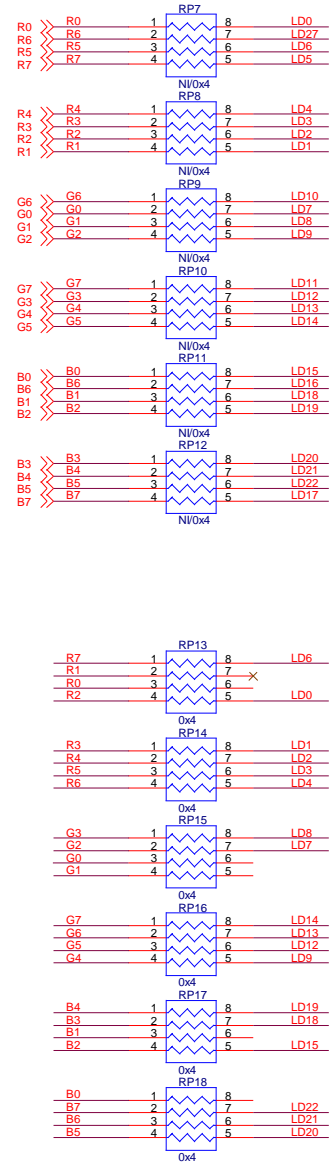 RP7
R0 R0 1 8 LD0
R6 R6 2 7 LD27
R5 R5 3 6 LD6
R7 R7 4 5 LD5
NI/0x4
RP8
R4 R4 1 8 LD4
R3 R3 2 7 LD3
R2 R2 3 6 LD2
R1 R1 4 5 LD1
NI/0x4
RP9
G6 G6 1 8 LD10
G0 G0 2 7 LD7
G1 G1 3 6 LD8
G2 G2 4 5 LD9
NI/0x4
RP10
G7 G7 1 8 LD11
G3 G3 2 7 LD12
G4 G4 3 6 LD13
G5 G5 4 5 LD14
NI/0x4
RP11
B0 B0 1 8 LD15
B6 B6 2 7 LD16
B1 B1 3 6 LD18
B2 B2 4 5 LD19
NI/0x4
RP12
B3 B3 1 8 LD20
B4 B4 2 7 LD21
B5 B5 3 6 LD22
B7 B7 4 5 LD17
NI/0x4
RP13
R7 1 8 LD6
R1 2 7
R0 3 6
R2 4 5 LD0
0x4
RP14
R3 1 8 LD1
R4 2 7 LD2
R5 3 6 LD3
R6 4 5 LD4
0x4
RP15
G3 1 8 LD8
G2 2 7 LD7
G0 3 6
G1 4 5
0x4
RP16
G7 1 8 LD14
G6 2 7 LD13
G5 3 6 LD12
G4 4 5 LD9
0x4
RP17
B4 1 8 LD19
B3 2 7 LD18
B1 3 6
B2 4 5 LD15
0x4
RP18
B0 1 8
B7 2 7 LD22
B6 3 6 LD21
B5 4 5 LD20
0x4